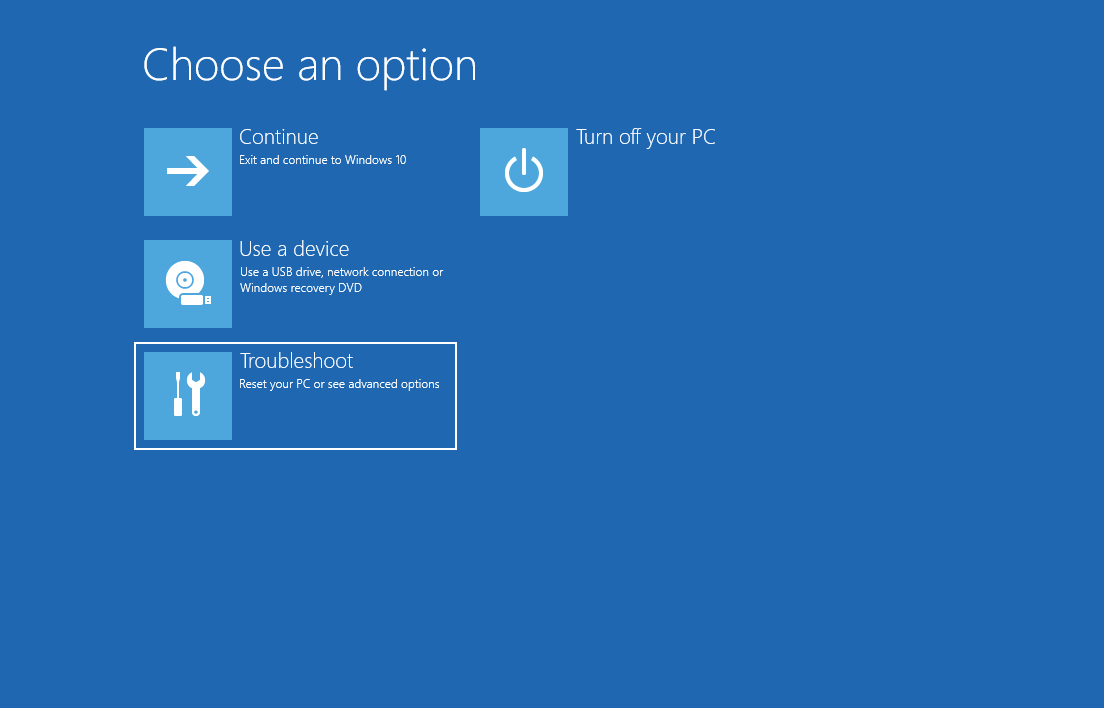 Choose an option
Continue
Exit and continue to Windows 10
Turn off your PC
Use a device
Use a USB drive, network connection or
Windows recovery DVD
Troubleshoot
Reset your PC or see advanced options